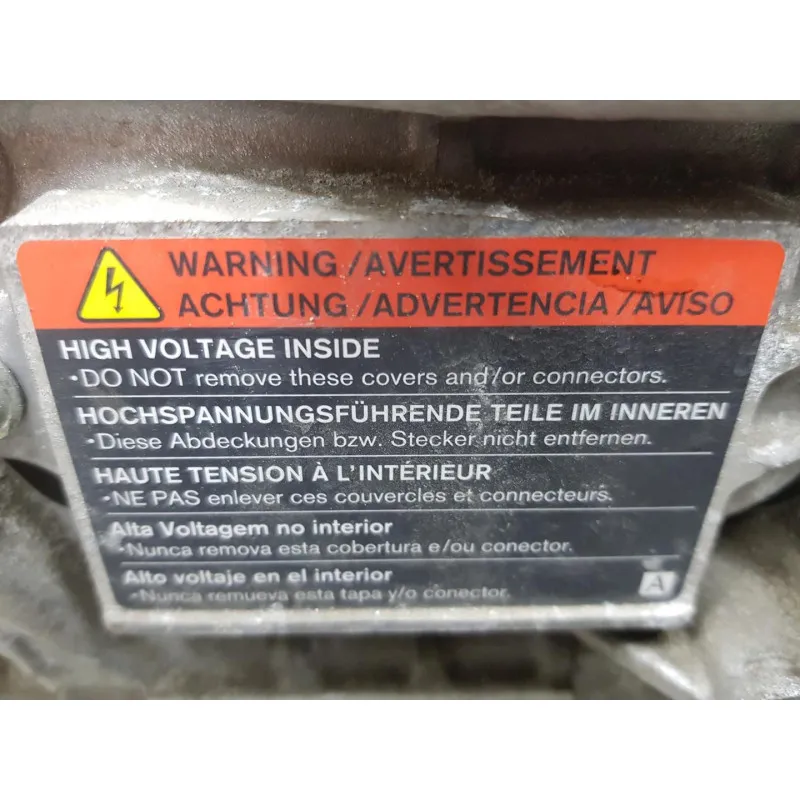 WARNING /AVERTISSEMENT
ACHTUNG /ADVERTENCIA /AVISO
HIGH VOLTAGE INSIDE
•DO NOT remove these covers and/or connectors.
HOCHSPANNUNGSFÜHRENDE TEILE IM INNEREN
•Diese Abdeckungen bzw. Stecker nicht entfernen.
HAUTE TENSION À L'INTÉRIEUR
•NE PAS enlever ces couvercles et connecteurs.
Alta Voltagem no interior
•Nunca remova esta cobertura e/ou conector.
Alto voltaje en el interior
•Nunca remueva esta tapa y/o conector.
A